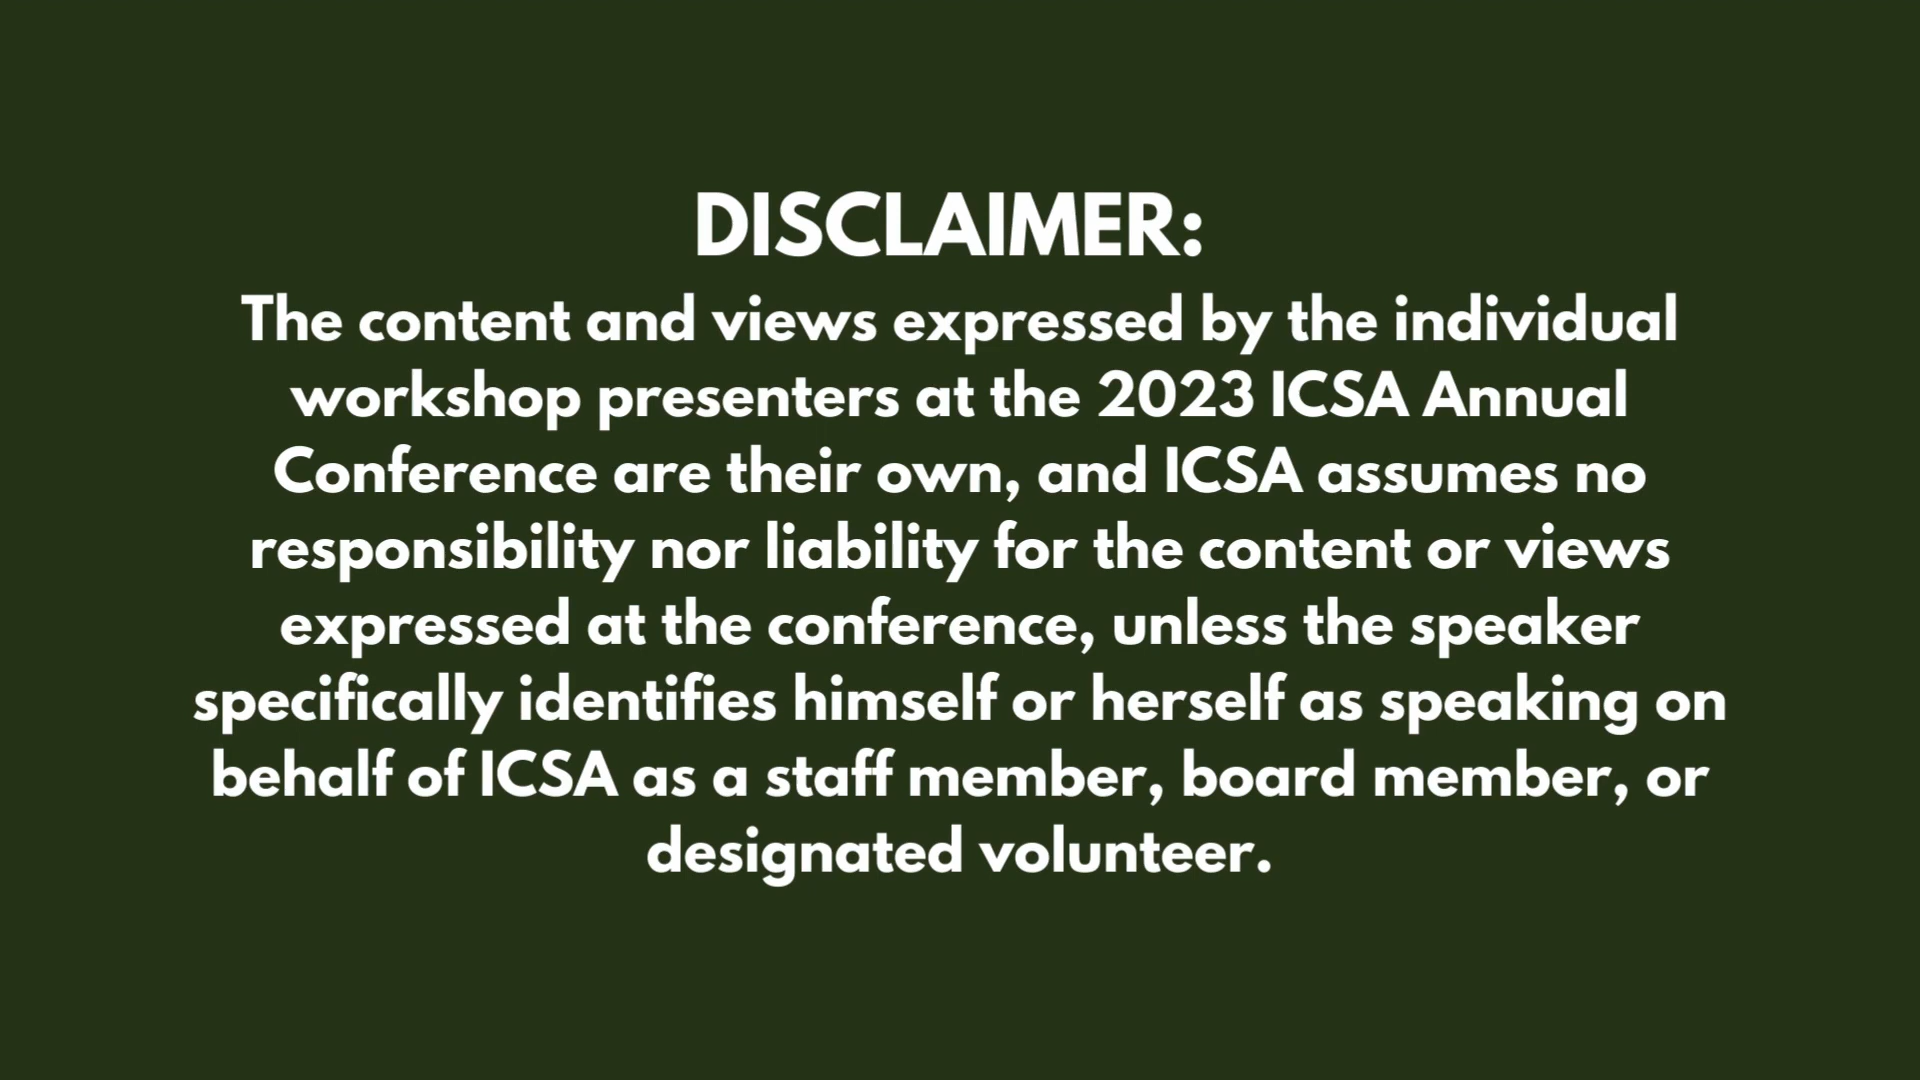 DISCLAIMER:
The content and views expressed by the individual
workshop presenters at the 2023 ICSA Annual
Conference are their own, and ICSA assumes no
responsibility nor liability for the content or views
expressed at the conference, unless the speaker
specifically identifies himself or herself as speaking on
behalf of ICSA as a staff member, board member, or
designated volunteer.